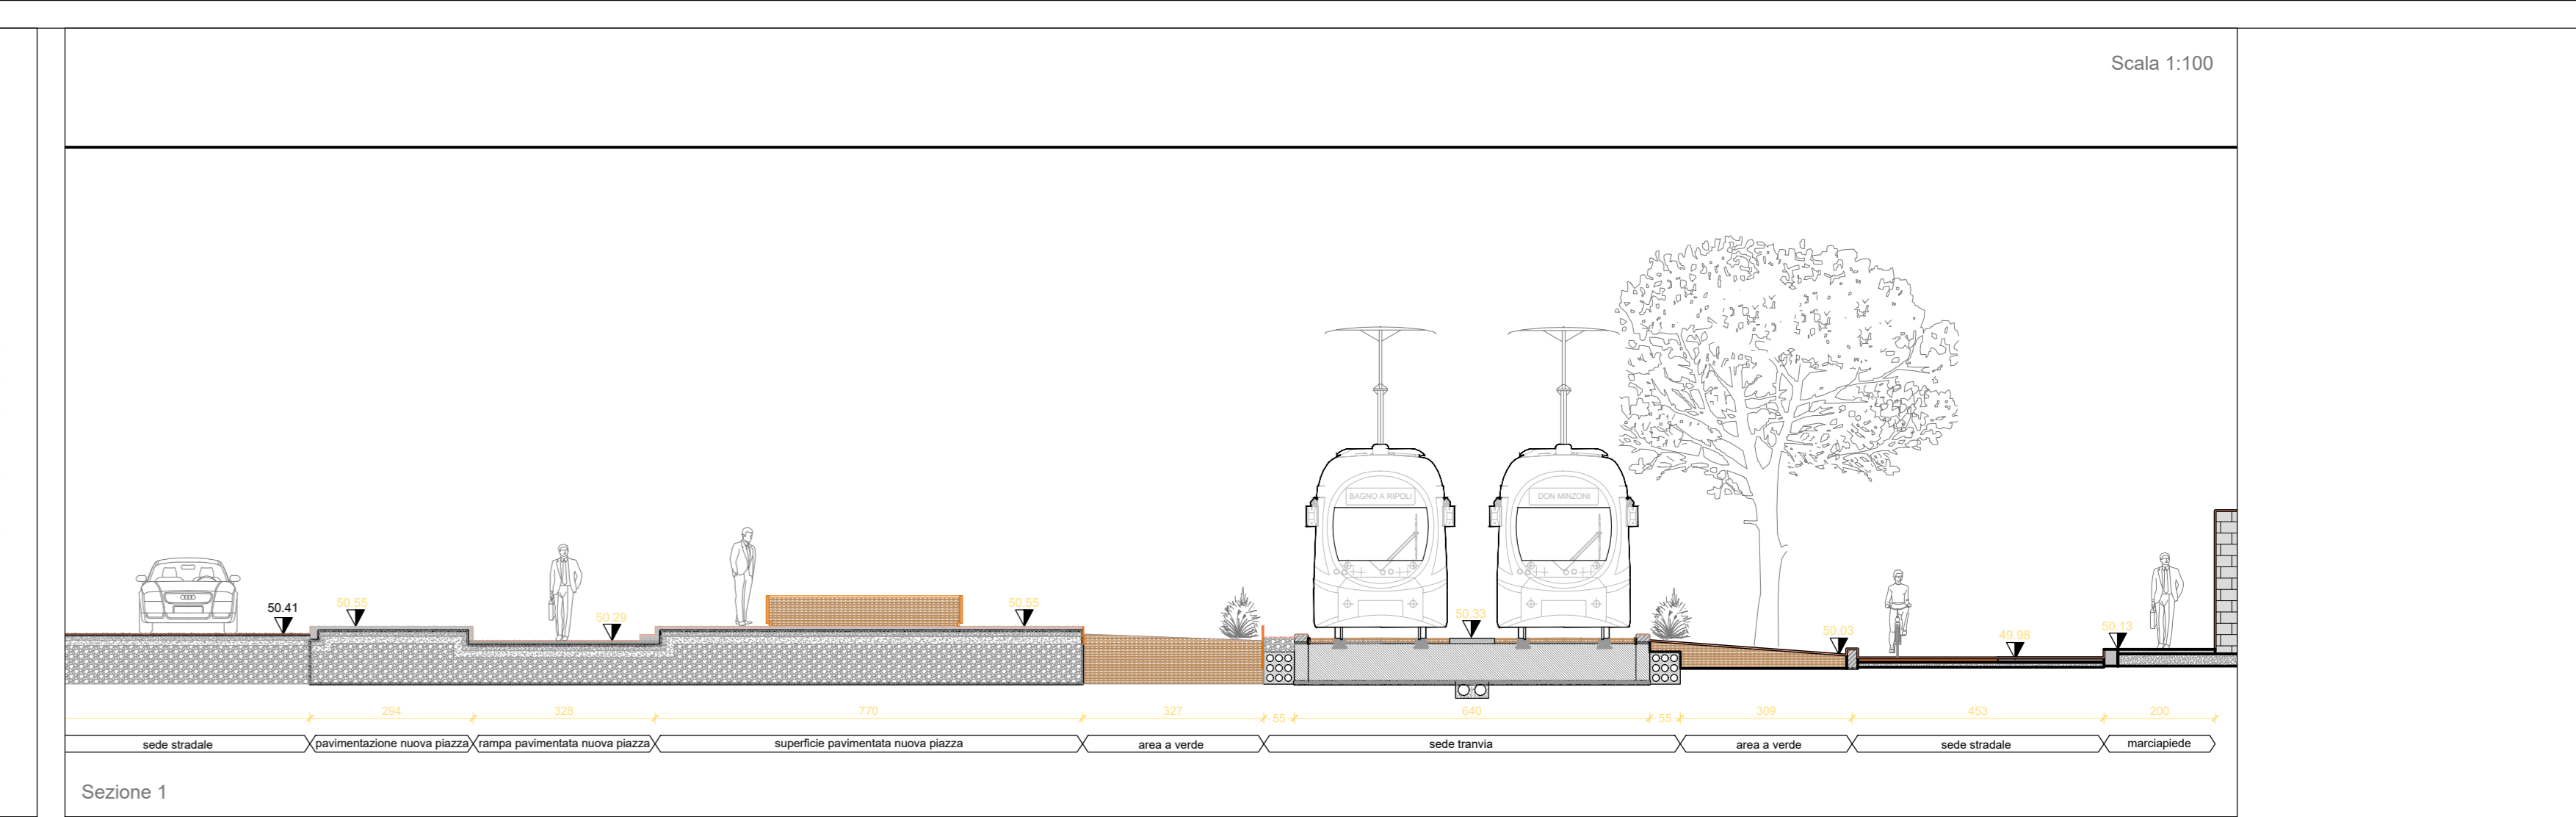 Scala 1:100
BAGNO A RIPOLI
DON MINZONI
50.41
50.55
50.29
50.55
50.33
50.03
49.98
50.13
294
328
770
327
55
640
55
309
453
200
sede stradale
pavimentazione nuova piazza
rampa pavimentata nuova piazza
superficie pavimentata nuova piazza
area a verde
sede tranvia
area a verde
sede stradale
marciapiede
Sezione 1